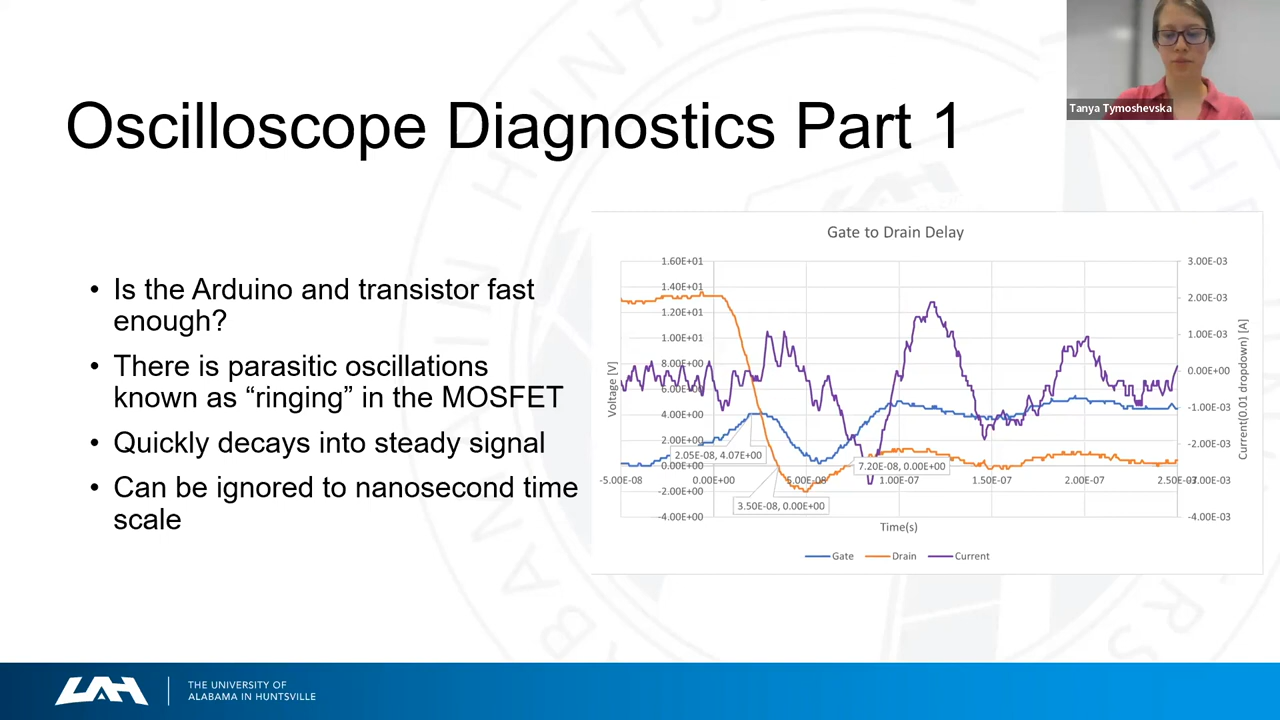 Tanya Tymoshevska
Oscilloscope Diagnostics Part 1
• Is the Arduino and transistor fast
enough?
• There is parasitic oscillations
known as “ringing” in the MOSFET
• Quickly decays into steady signal
• Can be ignored to nanosecond time
scale
Gate to Drain Delay
1.60E+01
1.40E+01
1.20E+01
1.00E+01
8.00E+00
6.00E+00
4.00E+00
2.00E+00
0.00E+00
-2.00E+00
-4.00E+00
Voltage [V]
3.00E-03
2.00E-03
1.00E-03
0.00E+00
-1.00E-03
-2.00E-03
-3.00E-03
-4.00E-03
Current(0.01 dropdown) [A]
2.05E-08, 4.07E+00
7.20E-08, 0.00E+00
3.50E-08, 0.00E+00
-5.00E-08 0.00E+00 5.00E-08 1.00E-07 1.50E-07 2.00E-07 2.50E-07
Time(s)
Gate Drain Current
UAH
THE UNIVERSITY OF
ALABAMA IN HUNTSVILLE